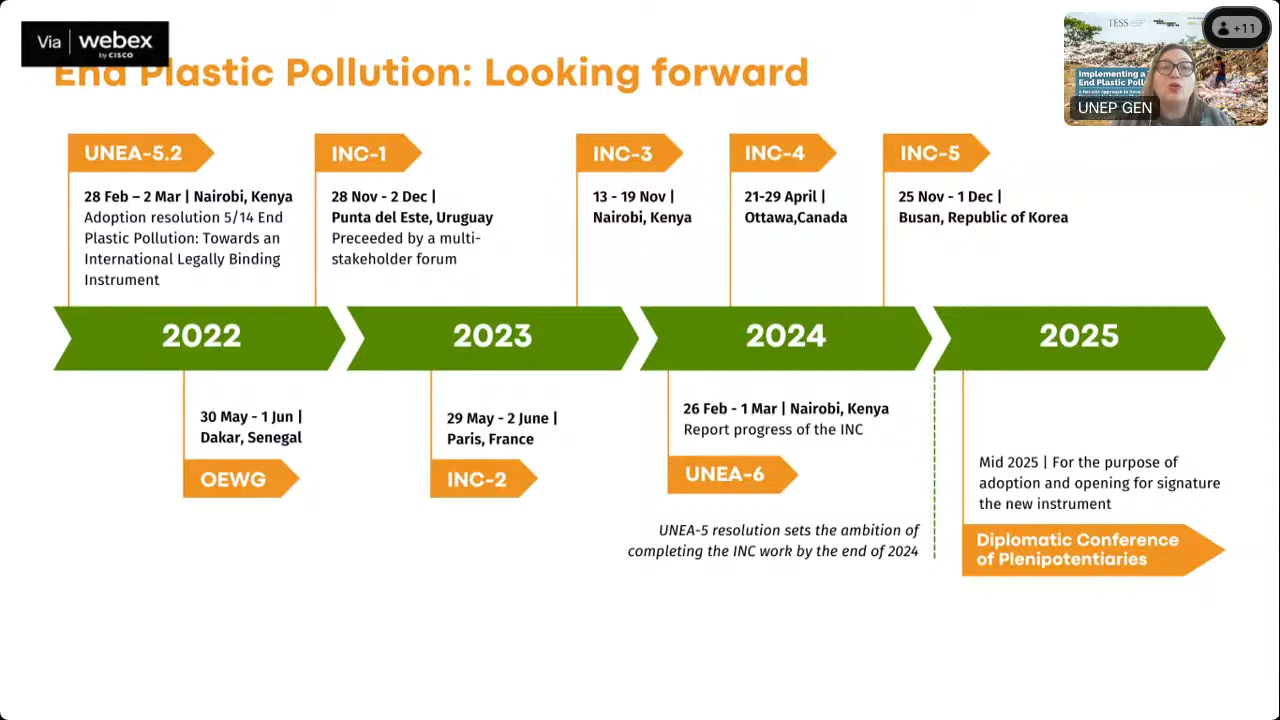 Via webex
by CISCO
End Plastic Pollution: Looking forward
TESS
+11
Implementing a
End Plastic Pollu
UNEP GEN
UNEA-5.2
28 Feb – 2 Mar | Nairobi, Kenya
Adoption resolution 5/14 End
Plastic Pollution: Towards an
International Legally Binding
Instrument
INC-1
28 Nov - 2 Dec |
Punta del Este, Uruguay
Preceeded by a multi-
stakeholder forum
INC-3
13 - 19 Nov |
Nairobi, Kenya
INC-4
21-29 April |
Ottawa,Canada
INC-5
25 Nov - 1 Dec |
Busan, Republic of Korea
2022
2023
2024
2025
30 May - 1 Jun |
Dakar, Senegal
OEWG
29 May - 2 June |
Paris, France
INC-2
26 Feb - 1 Mar | Nairobi, Kenya
Report progress of the INC
UNEA-6
UNEA-5 resolution sets the ambition of
completing the INC work by the end of 2024
Mid 2025 | For the purpose of
adoption and opening for signature
the new instrument
Diplomatic Conference
of Plenipotentiaries